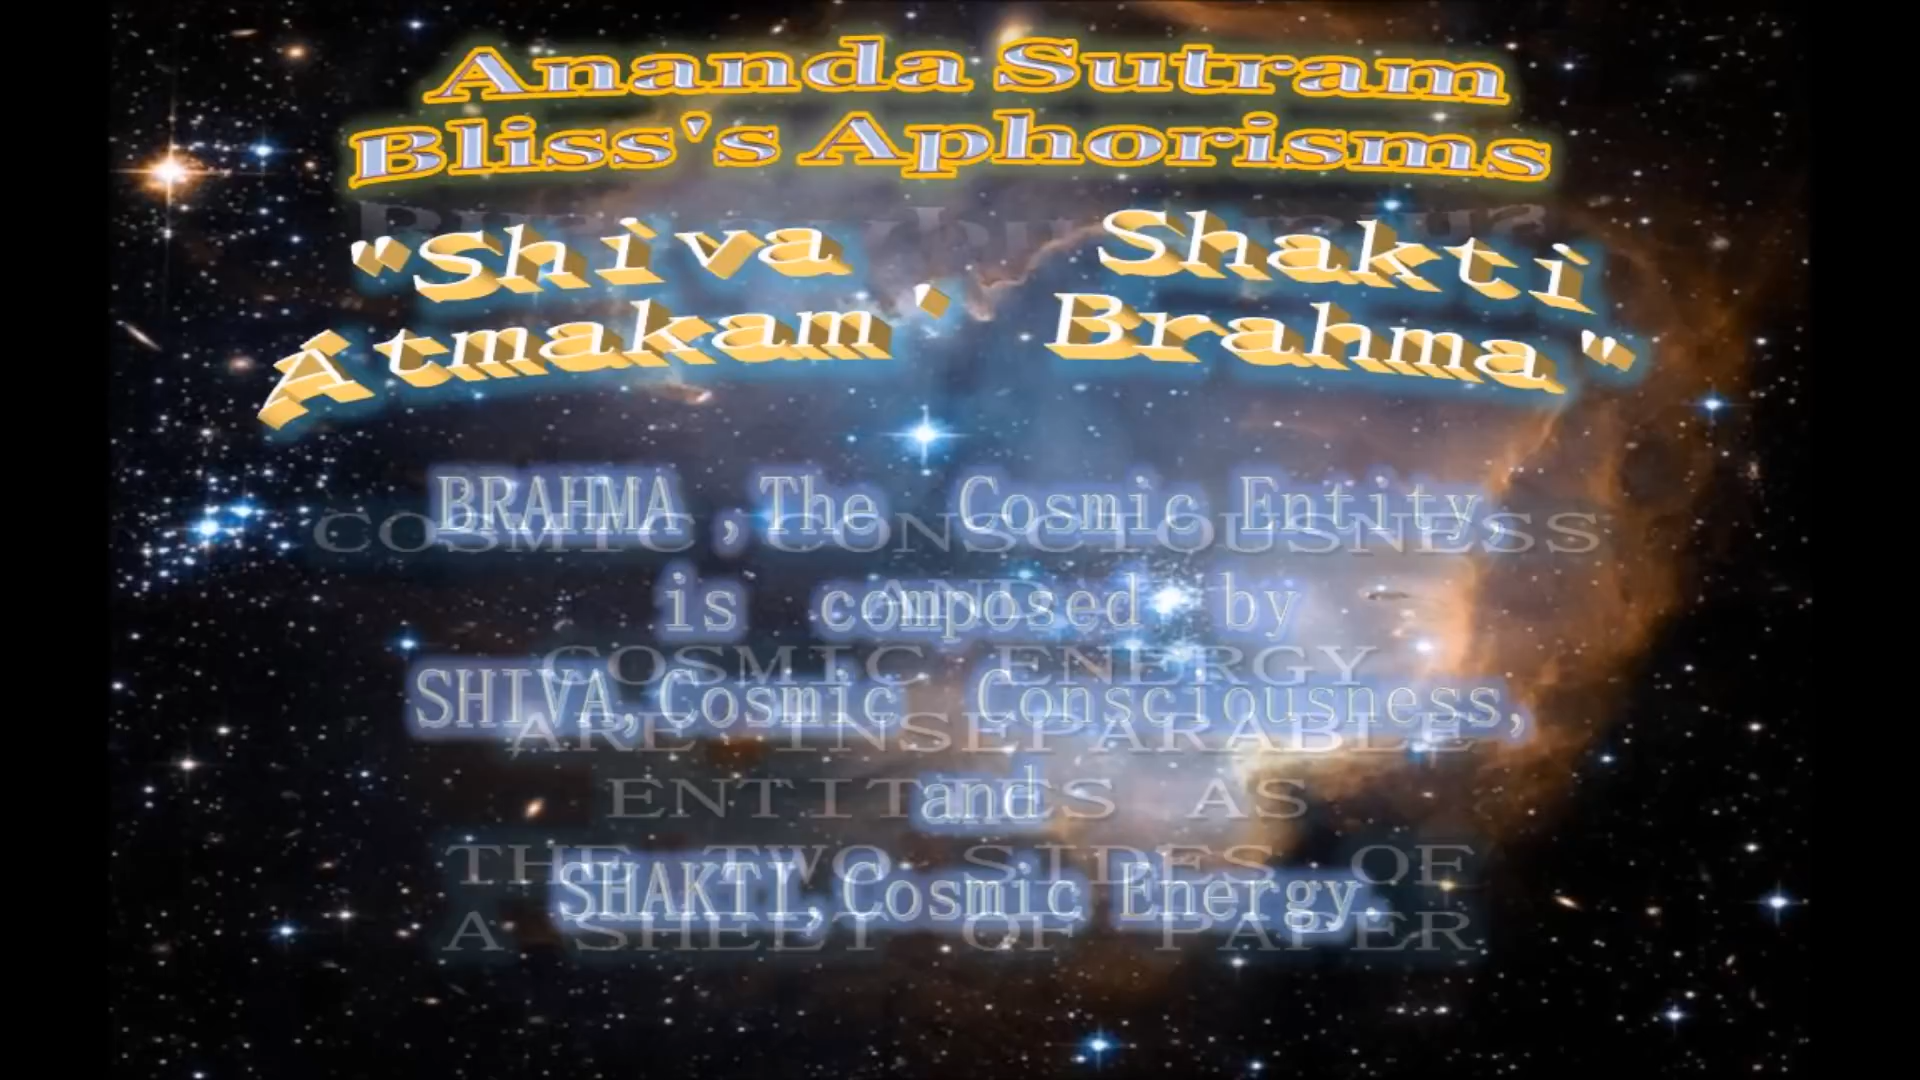 Ananda Sutram
Bliss's Aphorisms
"Shiva Shakti
Atmakam ' Brahma"
BRAHMA ,The Cosmic Entity,
COSMIC CONSCIOUSNESS
is composed by
AND
COSMIC ENERGY
SHIVA,Cosmic Consciousness,
ARE INSEPARABLE
and
ENTITIES AS
THE TWO SIDES OF
SHAKTI,Cosmic Energy.
A SHEET OF PAPER